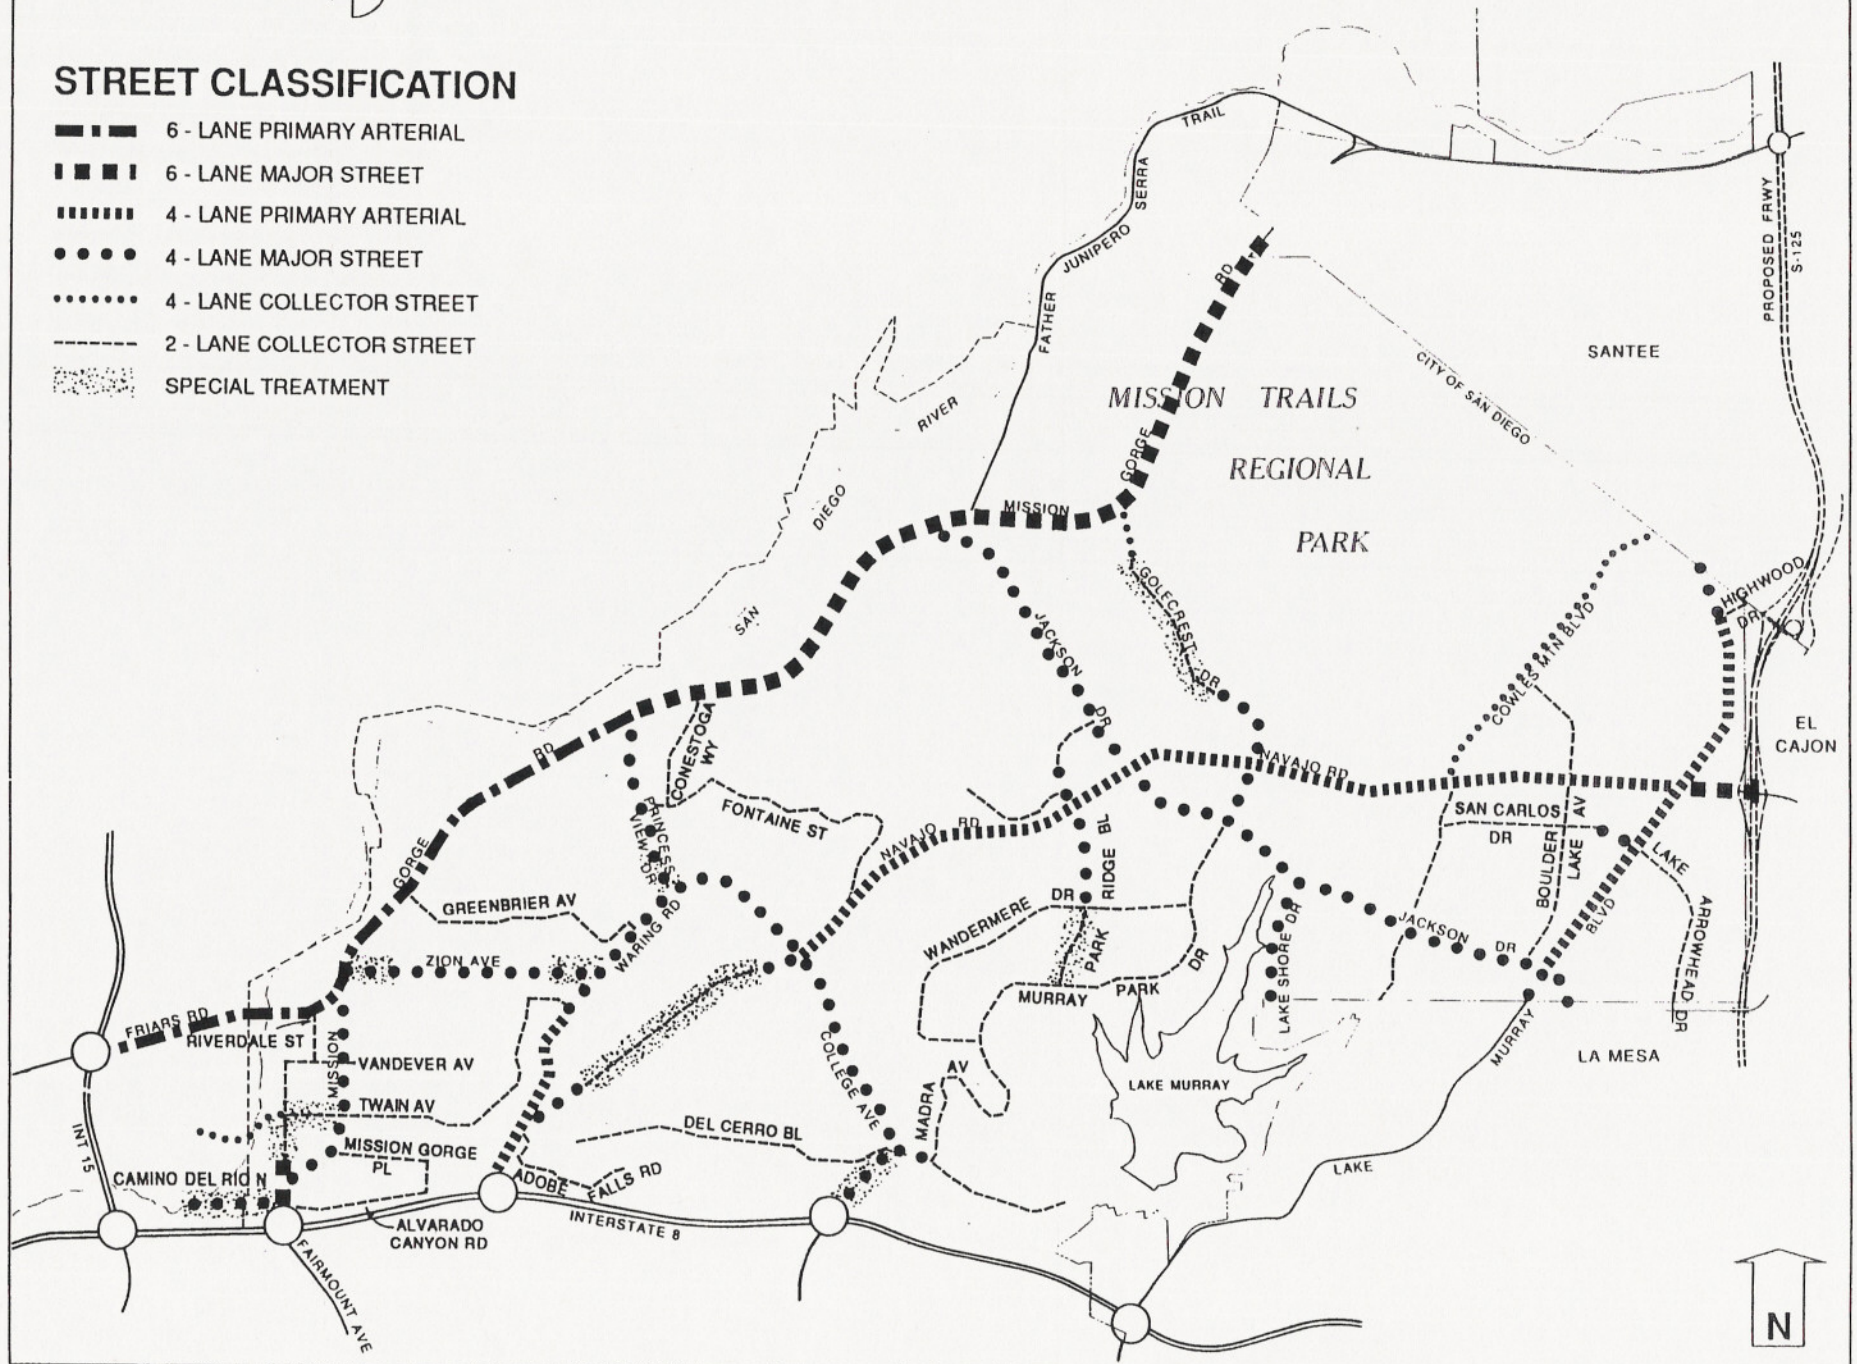 STREET CLASSIFICATION
6 - LANE PRIMARY ARTERIAL
6 - LANE MAJOR STREET
4 - LANE PRIMARY ARTERIAL
4 - LANE MAJOR STREET
4 - LANE COLLECTOR STREET
2 - LANE COLLECTOR STREET
SPECIAL TREATMENT
FATHER JUNIPERO SERRA TRAIL
PROPOSED FRWY
S-125
SANTEE
CITY OF SAN DIEGO
MISSION TRAILS
REGIONAL
PARK
SAN DIEGO RIVER
MISSION GORGE RD
GOLECREST DR
JACKSON DR
COWLES MTN BLVD
HIGHWOOD
DR
EL
CAJON
NAVAJO RD
SAN CARLOS
DR
BOULDER
LAKE AV
LAKE
ARROWHEAD DR
GORGE RD
CONESTOGA
WY
PRINCESS
VIEW DR
FONTAINE ST
NAVAJO RD
RIDGE BL
PARK
GREENBRIER AV
WARING RD
ZION AVE
WANDERMERE DR
MURRAY PARK DR
LAKE SHORE DR
JACKSON DR
BLVD
MURRAY
LAKE
LA MESA
LAKE MURRAY
FRIARS RD
RIVERDALE ST
MISSION
VANDEVER AV
TWAIN AV
MISSION GORGE
PL
COLLEGE AVE
MADRA
AV
DEL CERRO BL
ADOBE FALLS RD
INT 15
CAMINO DEL RIO N
ALVARADO
CANYON RD
INTERSTATE 8
FAIRMOUNT AVE
N